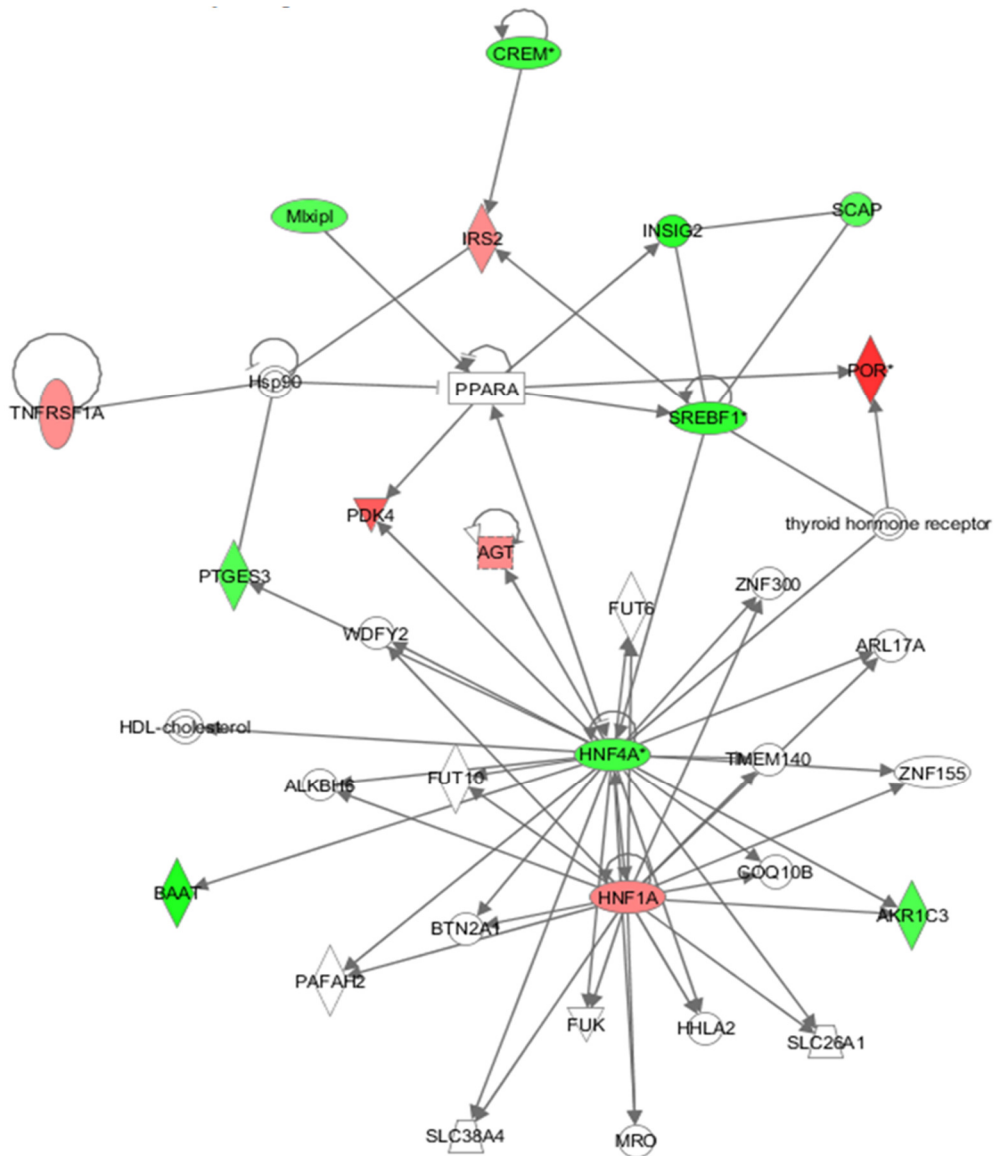 CREM*
Mlxipl
SCAP
INSIG2
IRS2
POR*
Hsp90
PPARA
TNFRSF1A
SREBF1*
PDK4
thyroid hormone receptor
AGT
PTGES3
ZNF300
FUT6
WDFY2
ARL17A
HDL-cholesterol
HNF4A*
TMEM140
ZNF155
FUT10
ALKBH6
COQ10B
BAAT
HNF1A
AKR1C3
BTN2A1
PAFAH2
FUK
HHLA2
SLC26A1
SLC38A4
MRO